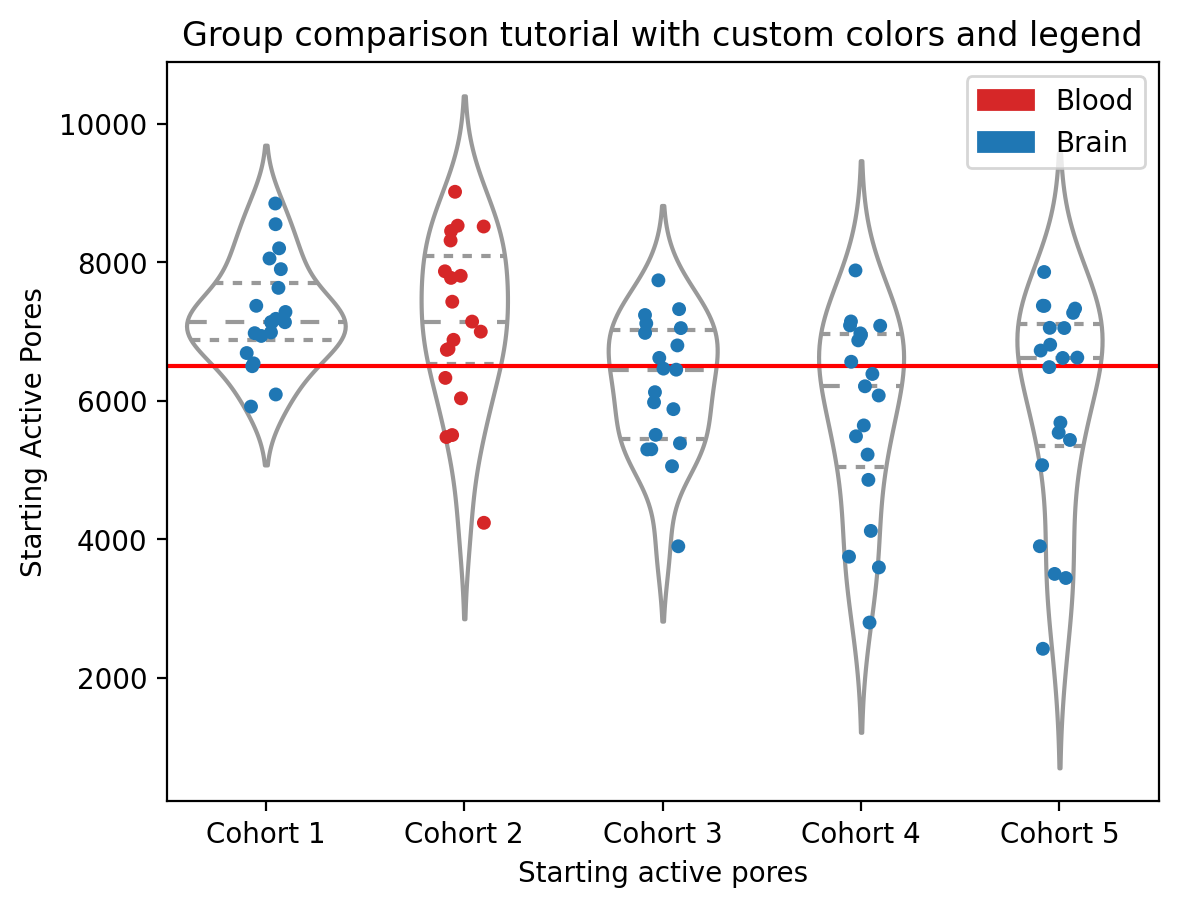 Group comparison tutorial with custom colors and legend
Blood
Brain
10000
8000
6000
4000
2000
Starting Active Pores
Cohort 1
Cohort 2
Cohort 3
Cohort 4
Cohort 5
Starting active pores